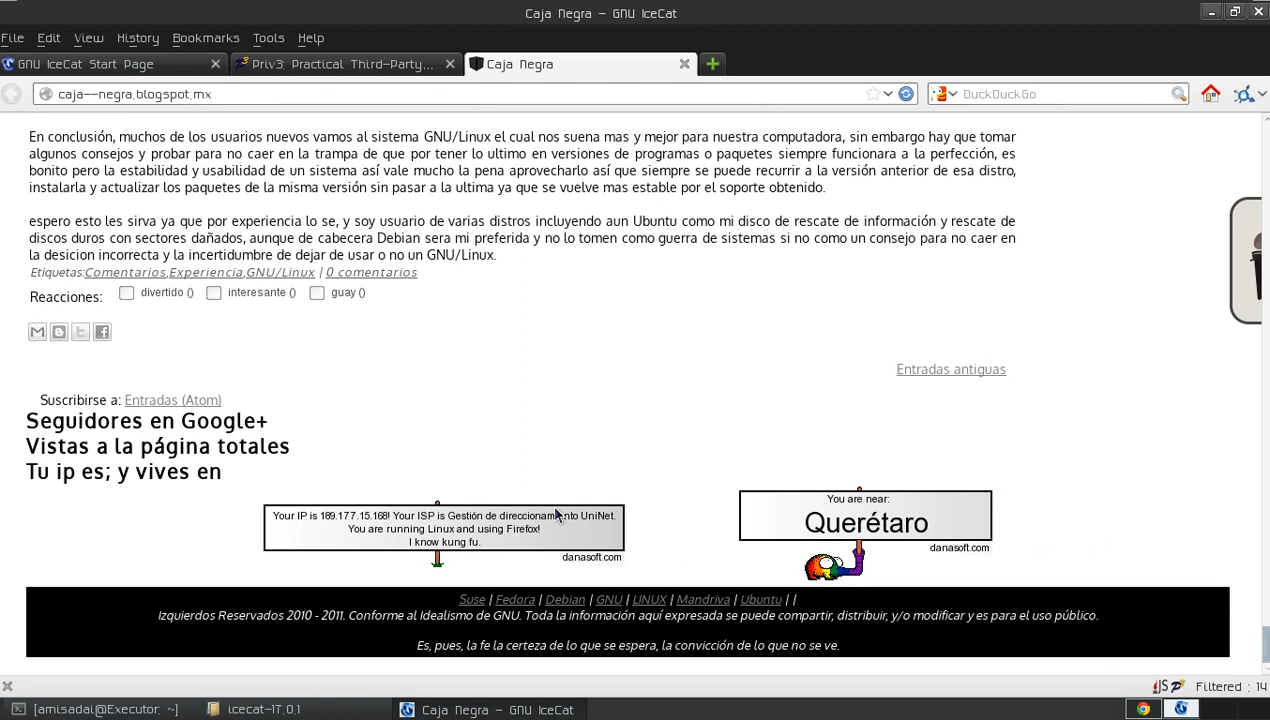 Caja Negra - GNU IceCat
File Edit View History Bookmarks Tools Help
GNU IceCat Start Page
Priv3; Practical Third-Party...
Caja Negra
caja--negra.blogspot.mx
DuckDuckGo
En conclusión, muchos de los usuarios nuevos vamos al sistema GNU/Linux el cual nos suena mas y mejor para nuestra computadora, sin embargo hay que tomar
algunos consejos y probar para no caer en la trampa de que por tener lo ultimo en versiones de programas o paquetes siempre funcionara a la perfección, es
bonito pero la estabilidad y usabilidad de un sistema así vale mucho la pena aprovecharlo así que siempre se puede recurrir a la versión anterior de esa distro,
instalarla y actualizar los paquetes de la misma versión sin pasar a la ultima ya que se vuelve mas estable por el soporte obtenido.
espero esto les sirva ya que por experiencia lo se, y soy usuario de varias distros incluyendo aun Ubuntu como mi disco de rescate de información y rescate de
discos duros con sectores dañados, aunque de cabecera Debian sera mi preferida y no lo tomen como guerra de sistemas si no como un consejo para no caer en
la desicion incorrecta y la incertidumbre de dejar de usar o no un GNU/Linux.
Etiquetas:Comentarios,Experiencia,GNU/Linux | 0 comentarios
Reacciones: divertido () interesante () guay ()
Entradas antiguas
Suscribirse a: Entradas (Atom)
Seguidores en Google+
Vistas a la página totales
Tu ip es; y vives en
Your IP is 189.177.15.168! Your ISP is Gestión de direccionamiento UniNet.
You are running Linux and using Firefox!
I know kung fu.
danasoft.com
You are near:
Querétaro
danasoft.com
Suse | Fedora | Debian | GNU | LINUX | Mandriva | Ubuntu | |
Izquierdos Reservados 2010 - 2011. Conforme al Idealismo de GNU. Toda la información aquí expresada se puede compartir, distribuir, y/o modificar y es para el uso público.
Es, pues, la fe la certeza de lo que se espera, la convicción de lo que no se ve.
Filtered : 14
[amisadai@Executor: ~]
icecat-17.0.1
Caja Negra - GNU IceCat